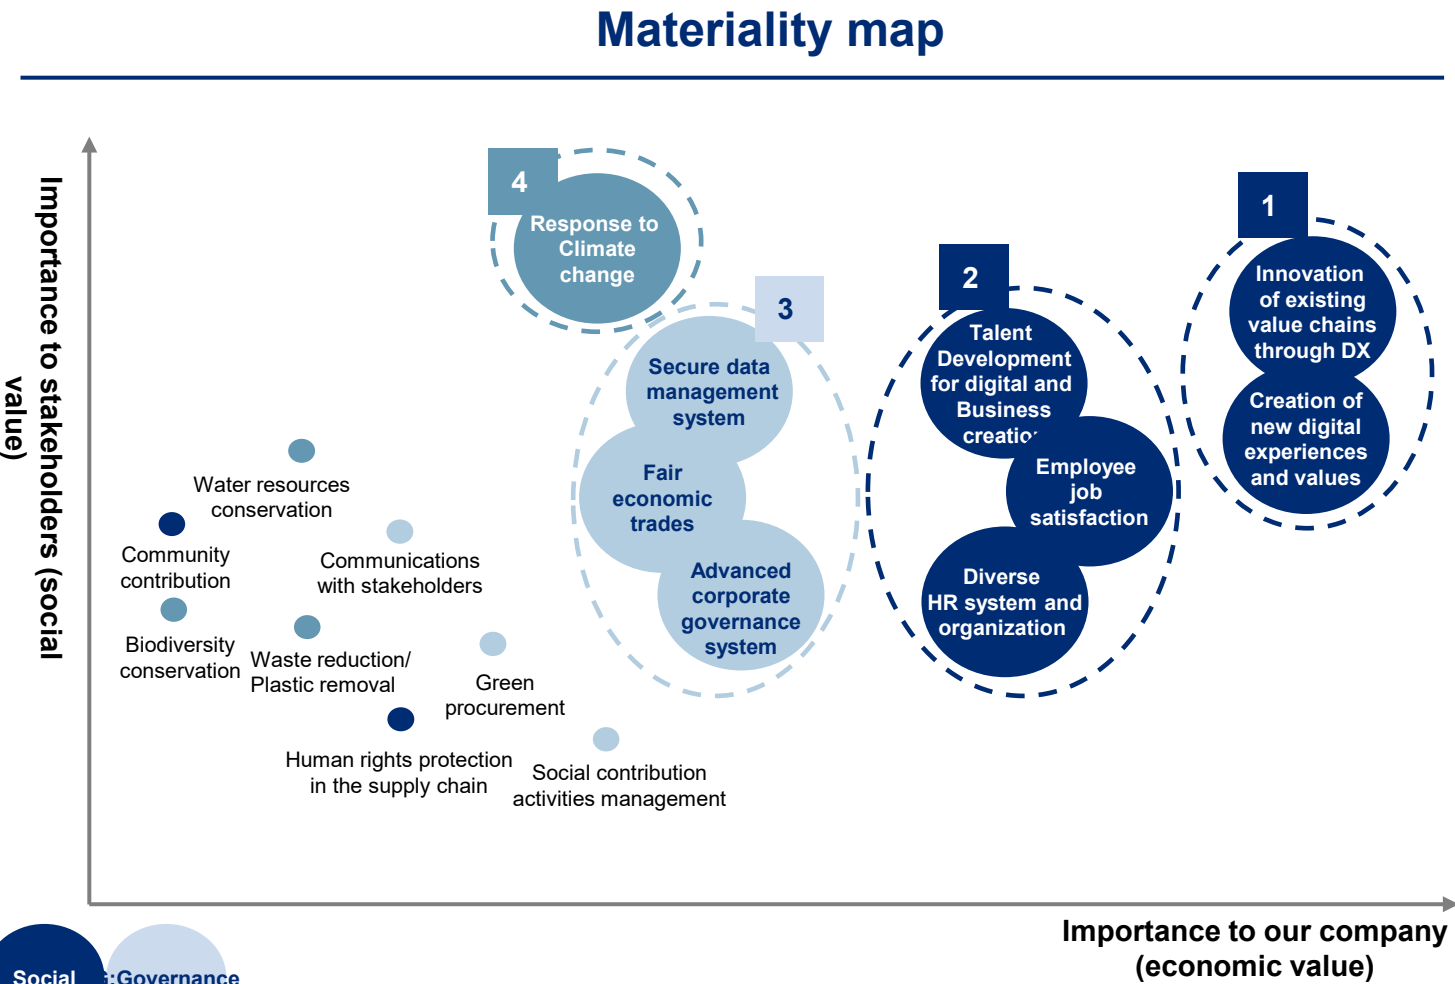 Materiality map
Importance to stakeholders (social
value)
4
Response to
Climate
change
1
Innovation
of existing
value chains
through DX
Creation of
new digital
experiences
and values
2
Talent
Development
for digital and
Business
Employee
job
satisfaction
Diverse
HR system and
organization
3
Secure data
management
system
Fair
economic
trades
Advanced
corporate
governance
system
Water resources
conservation
Community
contribution
Communications
with stakeholders
Biodiversity
conservation
Waste reduction/
Plastic removal
Green
procurement
Human rights protection
in the supply chain
Social contribution
activities management
Importance to our company
(economic value)
Social
:Governance